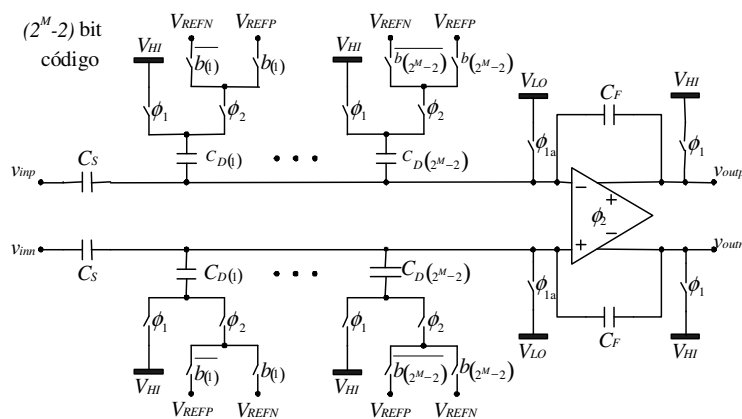 (2^M-2) bit
código
V_REFN V_REFP
V_HI
b̅(1) b(1)
ϕ1 ϕ2
C_D(1)
V_REFN V_REFP
V_HI
b̅(2^M-2) b(2^M-2)
ϕ1 ϕ2
C_D(2^M-2)
V_LO
C_F
V_HI
ϕ1a
ϕ1
v_inp
C_S
v_outp
− +
ϕ2
+ −
v_inn
C_S
v_outn
C_D(1)
C_D(2^M-2)
ϕ1 ϕ2
ϕ1 ϕ2
ϕ1a
C_F
ϕ1
V_HI
b̅(1) b(1)
V_REFP V_REFN
V_HI
b̅(2^M-2) b(2^M-2)
V_REFP V_REFN
V_LO
V_HI